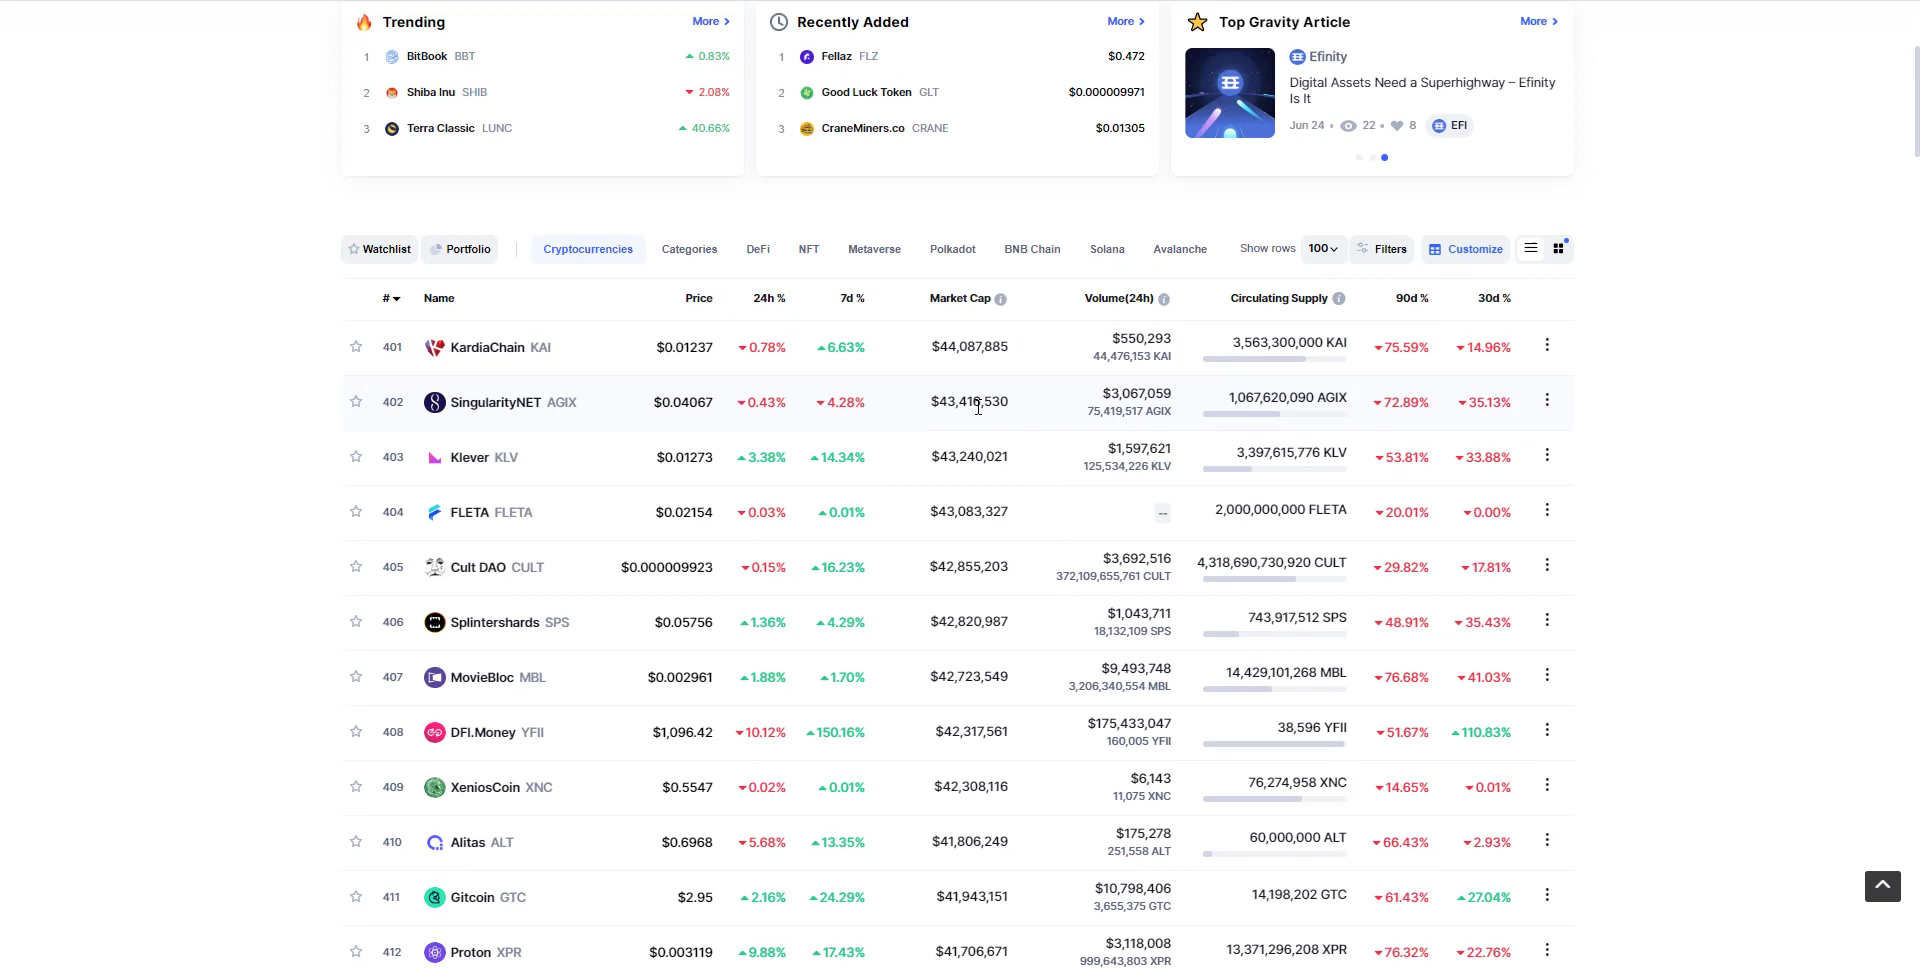 Trending More >
1 BitBook BBT 0.83%
2 Shiba Inu SHIB 2.08%
3 Terra Classic LUNC 40.66%
Recently Added More >
1 Fellaz FLZ $0.472
2 Good Luck Token GLT $0.000009971
3 CraneMiners.co CRANE $0.01305
Top Gravity Article More >
Efinity
Digital Assets Need a Superhighway – Efinity
Is It
Jun 24 • 22 • 8 EFI
Watchlist Portfolio Cryptocurrencies Categories DeFi NFT Metaverse Polkadot BNB Chain Solana Avalanche Show rows 100 Filters Customize
# Name Price 24h % 7d % Market Cap Volume(24h) Circulating Supply 90d % 30d %
401 KardiaChain KAI $0.01237 0.78% 6.63% $44,087,885 $550,293 3,563,300,000 KAI 75.59% 14.96%
44,476,153 KAI
402 SingularityNET AGIX $0.04067 0.43% 4.28% $43,416,530 $3,067,059 1,067,620,090 AGIX 72.89% 35.13%
75,419,517 AGIX
403 Klever KLV $0.01273 3.38% 14.34% $43,240,021 $1,597,621 3,397,615,776 KLV 53.81% 33.88%
125,534,226 KLV
404 FLETA FLETA $0.02154 0.03% 0.01% $43,083,327 -- 2,000,000,000 FLETA 20.01% 0.00%
405 Cult DAO CULT $0.000009923 0.15% 16.23% $42,855,203 $3,692,516 4,318,690,730,920 CULT 29.82% 17.81%
372,109,655,761 CULT
406 Splintershards SPS $0.05756 1.36% 4.29% $42,820,987 $1,043,711 743,917,512 SPS 48.91% 35.43%
18,132,109 SPS
407 MovieBloc MBL $0.002961 1.88% 1.70% $42,723,549 $9,493,748 14,429,101,268 MBL 76.68% 41.03%
3,206,340,554 MBL
408 DFI.Money YFII $1,096.42 10.12% 150.16% $42,317,561 $175,433,047 38,596 YFII 51.67% 110.83%
160,005 YFII
409 XeniosCoin XNC $0.5547 0.02% 0.01% $42,308,116 $6,143 76,274,958 XNC 14.65% 0.01%
11,075 XNC
410 Alitas ALT $0.6968 5.68% 13.35% $41,806,249 $175,278 60,000,000 ALT 66.43% 2.93%
251,558 ALT
411 Gitcoin GTC $2.95 2.16% 24.29% $41,943,151 $10,798,406 14,198,202 GTC 61.43% 27.04%
3,655,375 GTC
412 Proton XPR $0.003119 9.88% 17.43% $41,706,671 $3,118,008 13,371,296,208 XPR 76.32% 22.76%
999,643,803 XPR